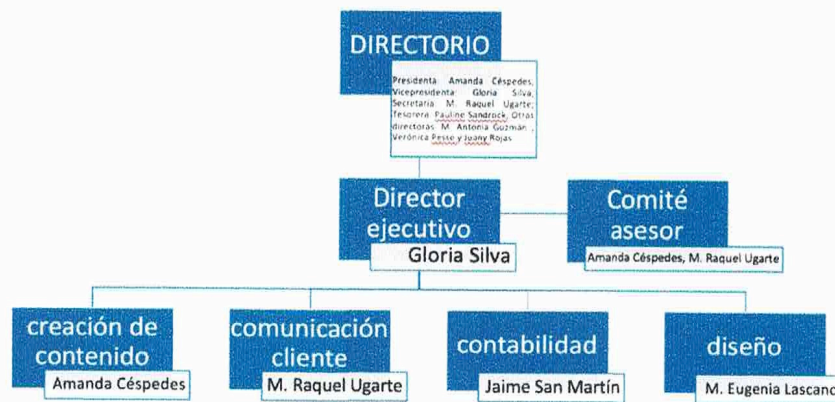 DIRECTORIO
Presidenta: Amanda Céspedes,
Vicepresidenta: Gloria Silva,
Secretaria: M. Raquel Ugarte,
Tesorera: Pauline Sandrock, Otras
directoras: M. Antonia Guzmán ,
Verónica Pesse y Juany Rojas
Director
ejecutivo
Gloria Silva
Comité
asesor
Amanda Céspedes, M. Raquel Ugarte
creación de
contenido
Amanda Céspedes
comunicación
cliente
M. Raquel Ugarte
contabilidad
Jaime San Martín
diseño
M. Eugenia Lascano